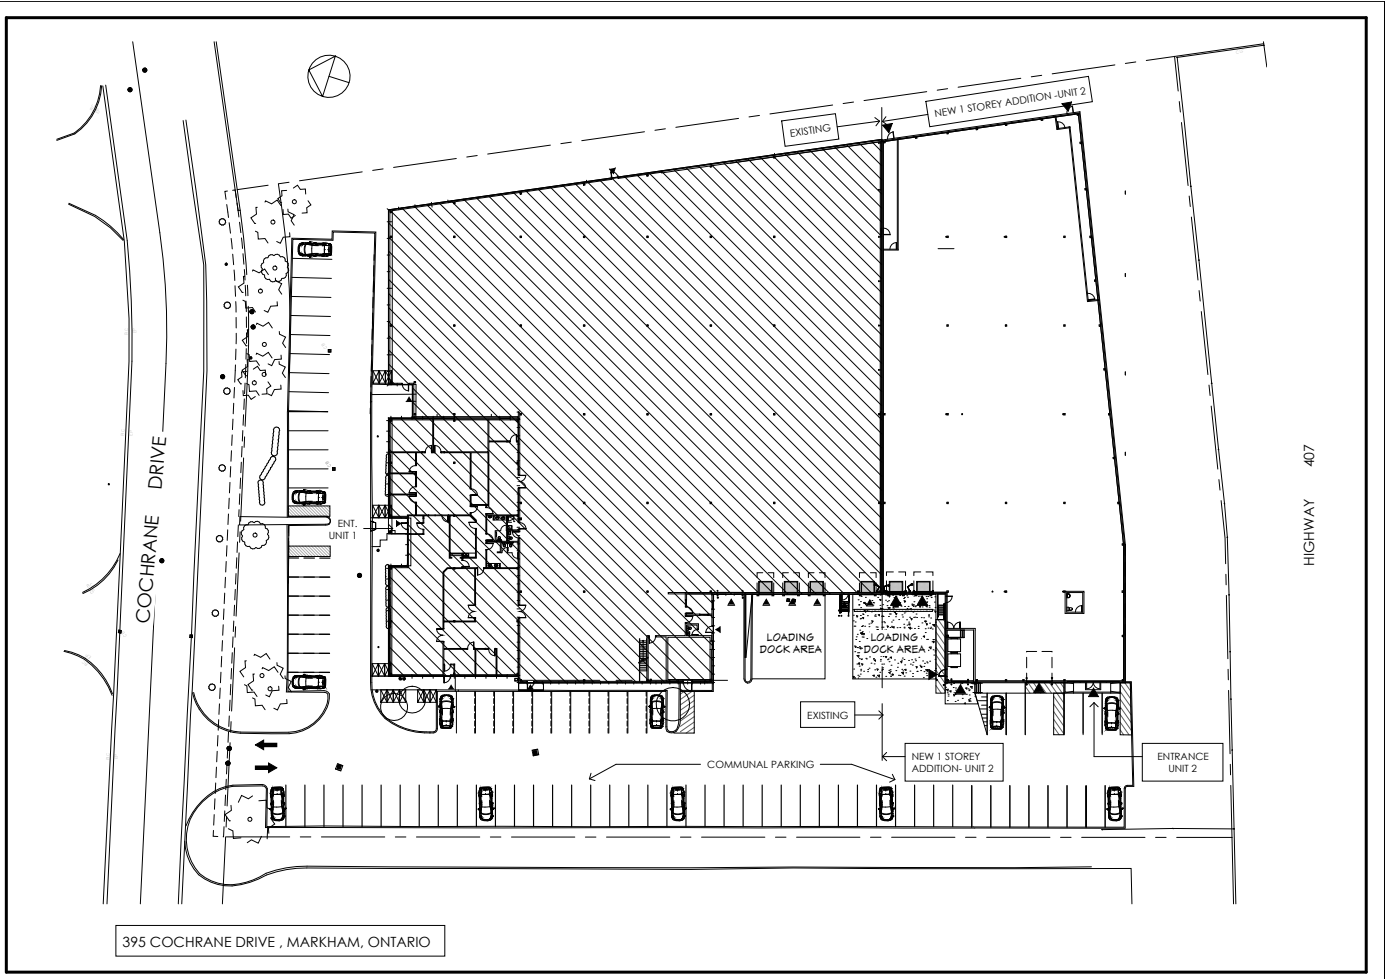 NEW 1 STOREY ADDITION -UNIT 2
EXISTING
COCHRANE DRIVE
HIGHWAY 407
ENT.
UNIT 1
LOADING
DOCK AREA
LOADING
DOCK AREA
EXISTING
NEW 1 STOREY
ADDITION- UNIT 2
ENTRANCE
UNIT 2
COMMUNAL PARKING
395 COCHRANE DRIVE , MARKHAM, ONTARIO